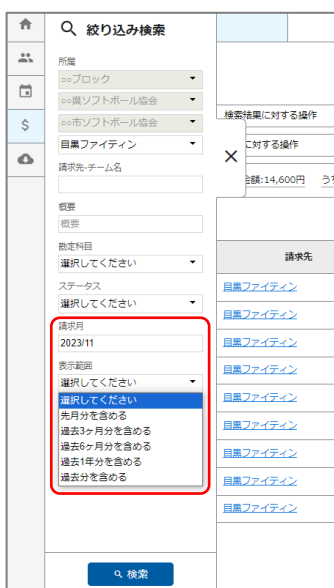 絞り込み検索
所属
○○ブロック
○○県ソフトボール協会
○○市ソフトボール協会
目黒ファイティン
請求先-チーム名
概要
概要
勘定科目
選択してください
ステータス
選択してください
請求月
2023/11
表示範囲
選択してください
選択してください
先月分を含める
過去3ヶ月分を含める
過去6ヶ月分を含める
過去1年分を含める
過去分を含める
検索
検索結果に対する操作
に対する操作
金額:14,600円 う
請求先
目黒ファイティン
目黒ファイティン
目黒ファイティン
目黒ファイティン
目黒ファイティン
目黒ファイティン
目黒ファイティン
目黒ファイティン
目黒ファイティン